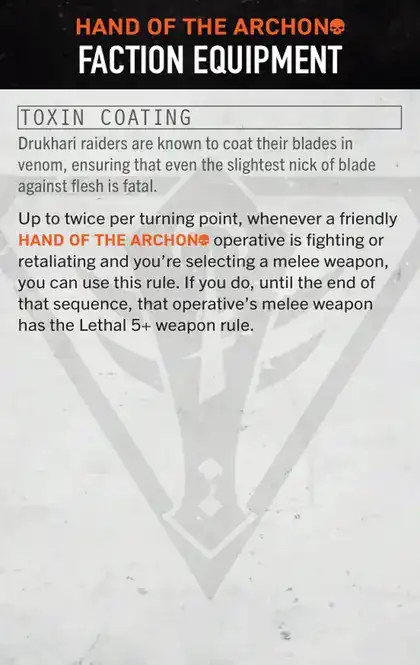 HAND OF THE ARCHON
FACTION EQUIPMENT
TOXIN COATING
Drukhari raiders are known to coat their blades in
venom, ensuring that even the slightest nick of blade
against flesh is fatal.
Up to twice per turning point, whenever a friendly
HAND OF THE ARCHON operative is fighting or
retaliating and you’re selecting a melee weapon,
you can use this rule. If you do, until the end of
that sequence, that operative’s melee weapon
has the Lethal 5+ weapon rule.